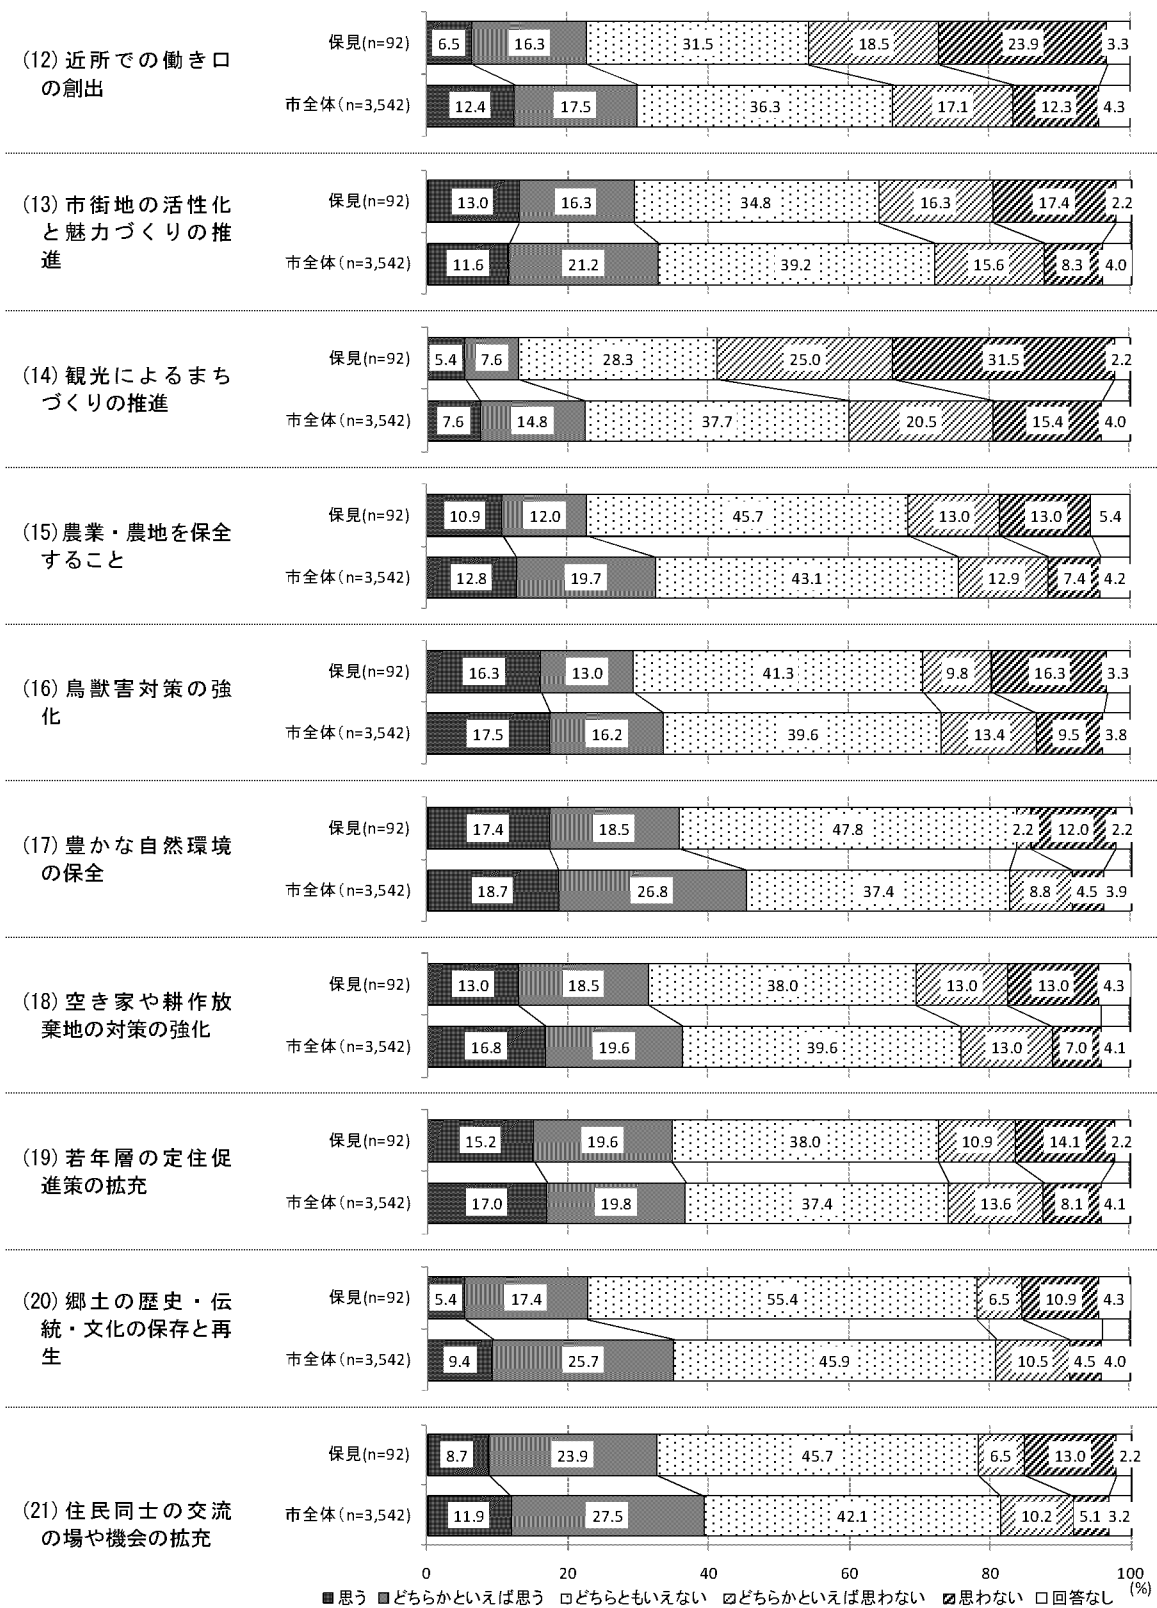 (12) 近所での働き口
の創出
保見(n=92)
6.5 16.3 31.5 18.5 23.9 3.3
市全体(n=3,542)
12.4 17.5 36.3 17.1 12.3 4.3
(13) 市街地の活性化
と魅力づくりの推
進
保見(n=92)
13.0 16.3 34.8 16.3 17.4 2.2
市全体(n=3,542)
11.6 21.2 39.2 15.6 8.3 4.0
(14) 観光によるまち
づくりの推進
保見(n=92)
5.4 7.6 28.3 25.0 31.5 2.2
市全体(n=3,542)
7.6 14.8 37.7 20.5 15.4 4.0
(15) 農業・農地を保全
すること
保見(n=92)
10.9 12.0 45.7 13.0 13.0 5.4
市全体(n=3,542)
12.8 19.7 43.1 12.9 7.4 4.2
(16) 鳥獣害対策の強
化
保見(n=92)
16.3 13.0 41.3 9.8 16.3 3.3
市全体(n=3,542)
17.5 16.2 39.6 13.4 9.5 3.8
(17) 豊かな自然環境
の保全
保見(n=92)
17.4 18.5 47.8 2.2 12.0 2.2
市全体(n=3,542)
18.7 26.8 37.4 8.8 4.5 3.9
(18) 空き家や耕作放
棄地の対策の強化
保見(n=92)
13.0 18.5 38.0 13.0 13.0 4.3
市全体(n=3,542)
16.8 19.6 39.6 13.0 7.0 4.1
(19) 若年層の定住促
進策の拡充
保見(n=92)
15.2 19.6 38.0 10.9 14.1 2.2
市全体(n=3,542)
17.0 19.8 37.4 13.6 8.1 4.1
(20) 郷土の歴史・伝
統・文化の保存と再
生
保見(n=92)
5.4 17.4 55.4 6.5 10.9 4.3
市全体(n=3,542)
9.4 25.7 45.9 10.5 4.5 4.0
(21) 住民同士の交流
の場や機会の拡充
保見(n=92)
8.7 23.9 45.7 6.5 13.0 2.2
市全体(n=3,542)
11.9 27.5 42.1 10.2 5.1 3.2
0 20 40 60 80 100
(%)
思う どちらかといえば思う どちらともいえない どちらかといえば思わない 思わない 回答なし